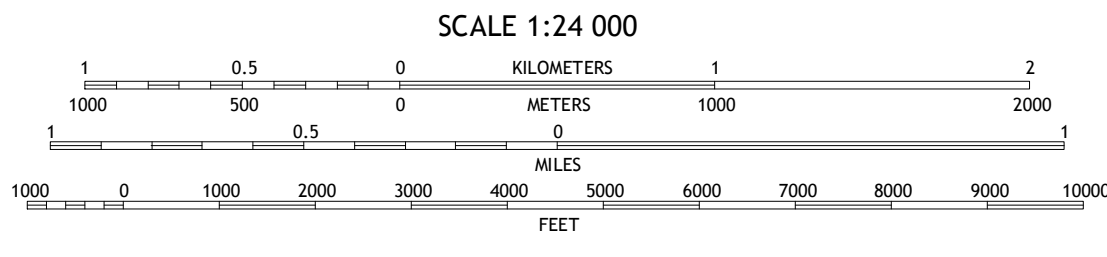 SCALE 1:24 000
1 0.5 0 KILOMETERS 1 2
1000 500 0 METERS 1000 2000
1 0.5 0 1
MILES
1000 0 1000 2000 3000 4000 5000 6000 7000 8000 9000 10000
FEET